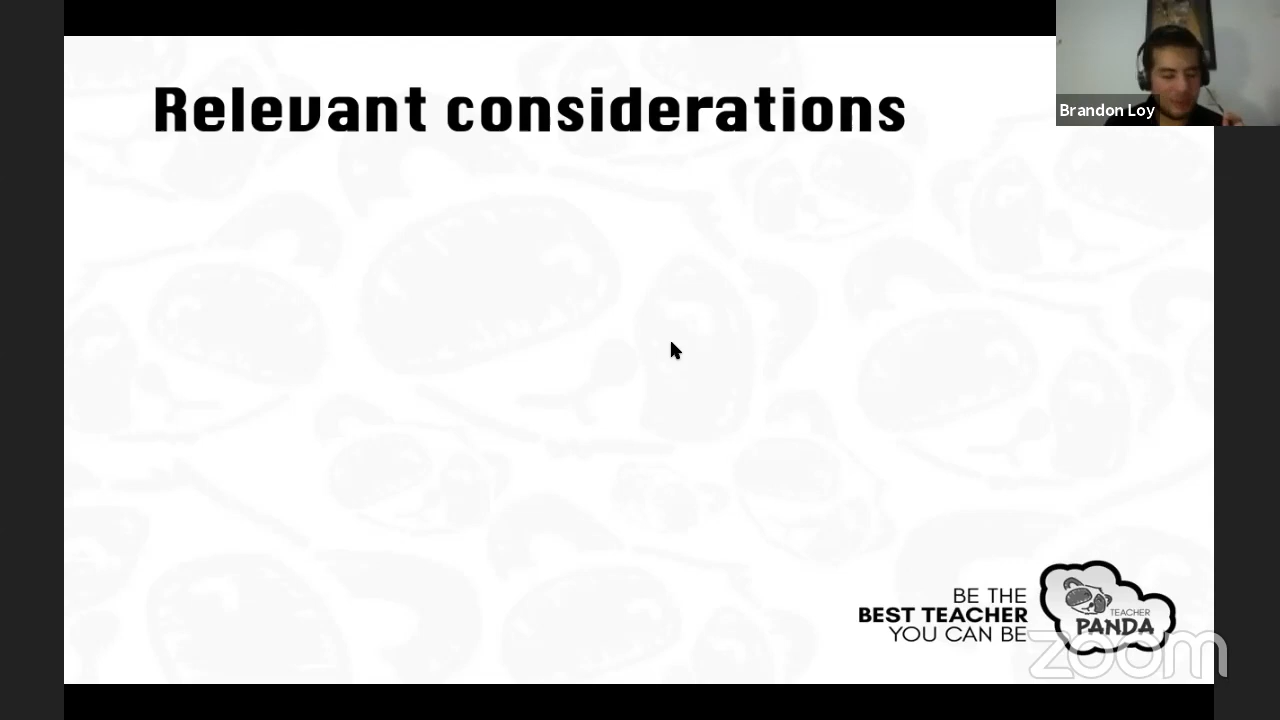 Relevant considerations
Brandon Loy
BE THE
BEST TEACHER
YOU CAN BE
TEACHER
PANDA
zoom